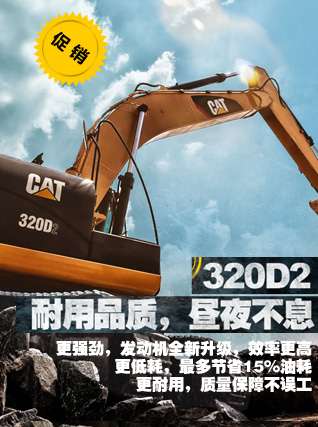 促销
CAT
CAT
320D2
320D2
耐用品质，昼夜不息
更强劲，发动机全新升级，效率更高
更低耗，最多节省15%油耗
更耐用，质量保障不误工